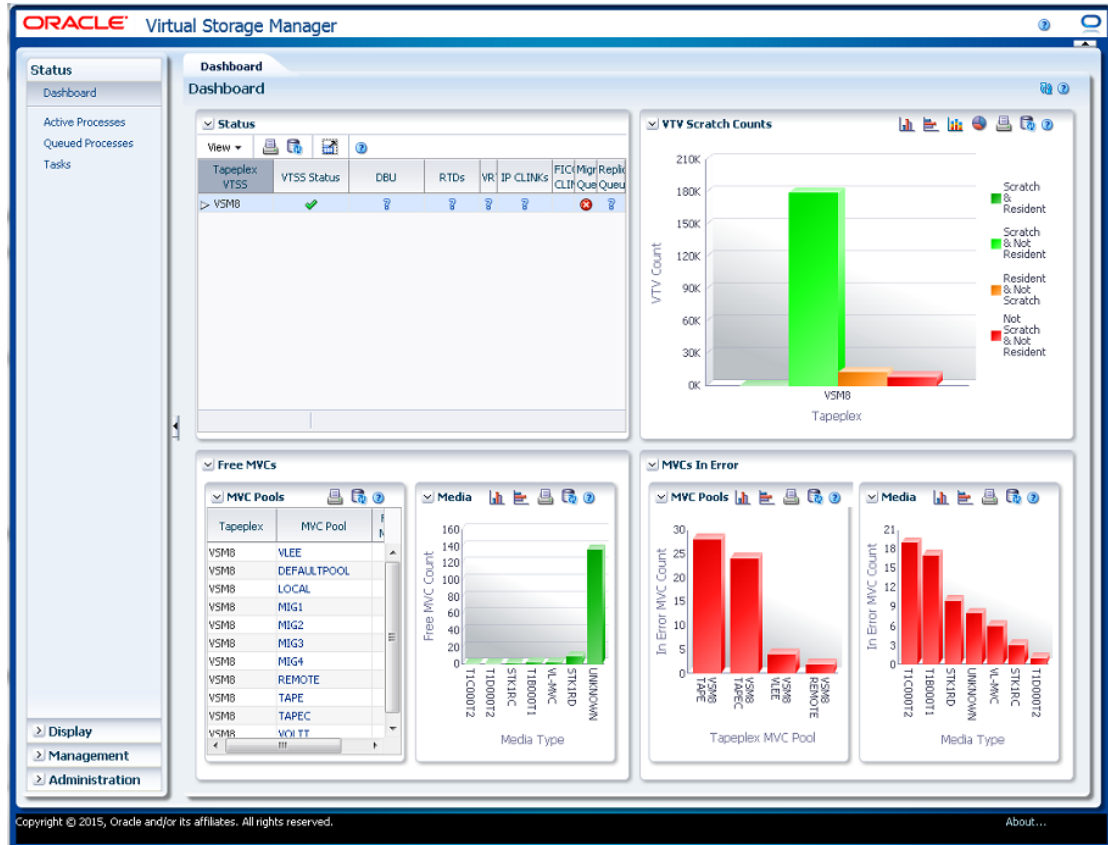 ORACLE Virtual Storage Manager
Status
Dashboard
Active Processes
Queued Processes
Tasks
Display
Management
Administration
Dashboard
Dashboard
Status
View
Tapeplex
VTSS
VTSS Status
DBU
RTDs
VR
IP CLINKs
FIC
CLI
Migr
Que
Replic
Queu
VSM8
VTV Scratch Counts
210K
180K
150K
120K
90K
60K
30K
0K
VTV Count
VSM8
Tapeplex
Scratch
&
Resident
Scratch
& Not
Resident
Resident
& Not
Scratch
Not
Scratch
& Not
Resident
Free MVCs
MVC Pools
Tapeplex MVC Pool
VSM8 VLEE
VSM8 DEFAULTPOOL
VSM8 LOCAL
VSM8 MIG1
VSM8 MIG2
VSM8 MIG3
VSM8 MIG4
VSM8 REMOTE
VSM8 TAPE
VSM8 TAPEC
VSM8 VOLTT
Media
160
140
120
100
80
60
40
20
0
Free MVC Count
T1C000T2
T1D000T2
STK1RC
T1B000T1
VL-MVC
STK1RD
UNKNOWN
Media Type
MVCs In Error
MVC Pools
30
25
20
15
10
5
0
In Error MVC Count
VSM8
TAPE
VSM8
TAPEC
VSM8
VLEE
VSM8
REMOTE
Tapeplex MVC Pool
Media
21
18
15
12
9
6
3
0
In Error MVC Count
T1C000T2
T1B000T1
STK1RD
UNKNOWN
VL-MVC
STK1RC
T1D000T2
Media Type
Copyright © 2015, Oracle and/or its affiliates. All rights reserved.
About...